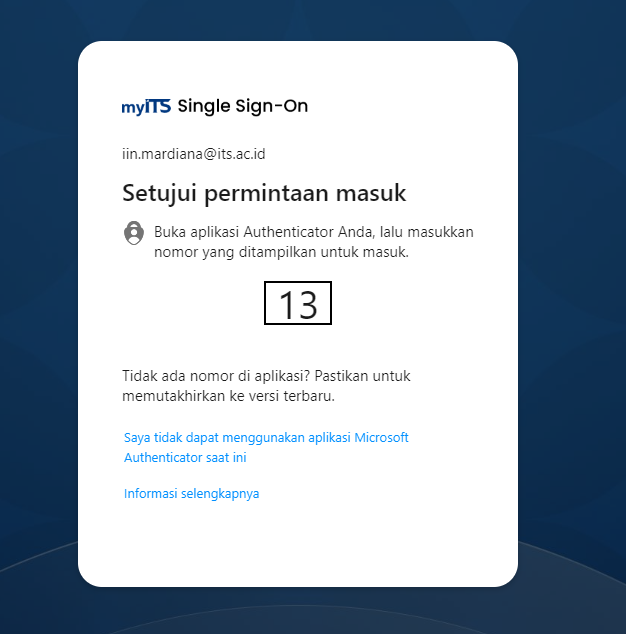 myITS Single Sign-On
iin.mardiana@its.ac.id
Setujui permintaan masuk
Buka aplikasi Authenticator Anda, lalu masukkan
nomor yang ditampilkan untuk masuk.
13
Tidak ada nomor di aplikasi? Pastikan untuk
memutakhirkan ke versi terbaru.
Saya tidak dapat menggunakan aplikasi Microsoft
Authenticator saat ini
Informasi selengkapnya